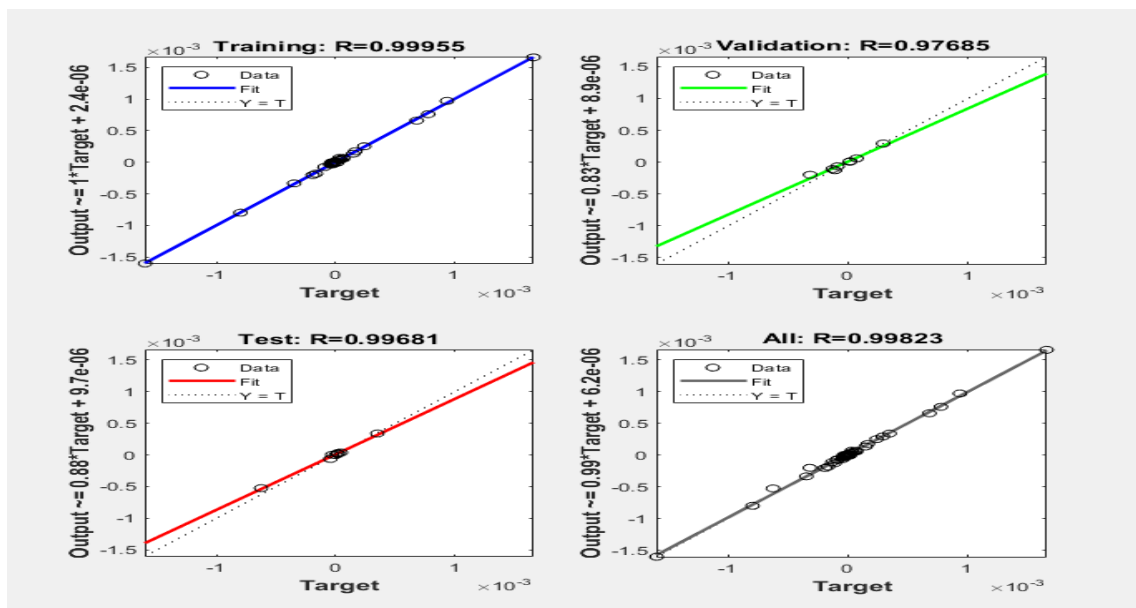 ×10⁻³
Training: R=0.99955
Output ~= 1*Target + 2.4e-06
1.5
1
0.5
0
-0.5
-1
-1.5
Data
Fit
Y = T
-1
0
1
Target
×10⁻³
×10⁻³
Validation: R=0.97685
Output ~= 0.83*Target + 8.9e-06
1.5
1
0.5
0
-0.5
-1
-1.5
Data
Fit
Y = T
-1
0
1
Target
×10⁻³
×10⁻³
Test: R=0.99681
Output ~= 0.88*Target + 9.7e-06
1.5
1
0.5
0
-0.5
-1
-1.5
Data
Fit
Y = T
-1
0
1
Target
×10⁻³
×10⁻³
All: R=0.99823
Output ~= 0.99*Target + 6.2e-06
1.5
1
0.5
0
-0.5
-1
-1.5
Data
Fit
Y = T
-1
0
1
Target
×10⁻³